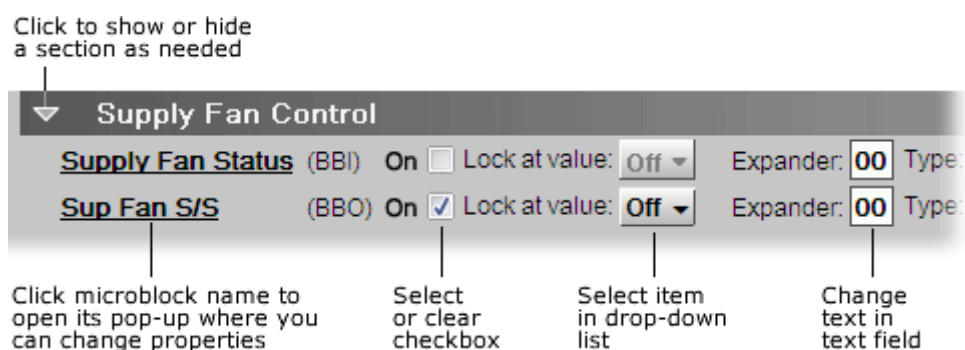 Click to show or hide
a section as needed
Supply Fan Control
Supply Fan Status (BBI) On Lock at value: Off Expander: 00 Type:
Sup Fan S/S (BBO) On Lock at value: Off Expander: 00 Type:
Click microblock name to
open its pop-up where you
can change properties
Select
or clear
checkbox
Select item
in drop-down
list
Change
text in
text field